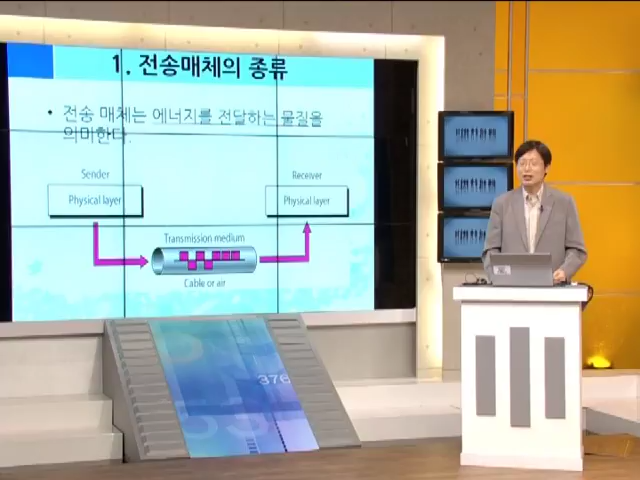 1. 전송매체의 종류
• 전송 매체는 에너지를 전달하는 물질을
의미한다.
Sender
Receiver
Physical layer
Physical layer
Transmission medium
Cable or air
376